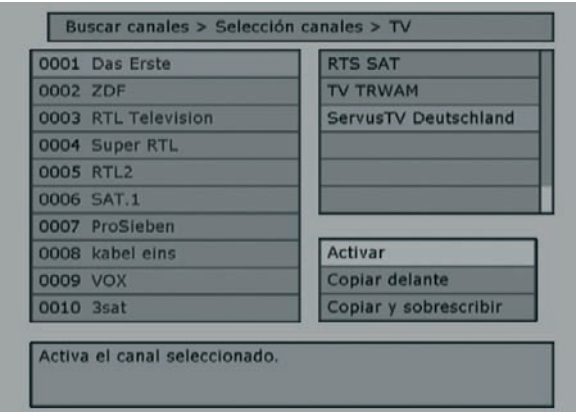 Buscar canales > Selección canales > TV
0001 Das Erste
0002 ZDF
0003 RTL Television
0004 Super RTL
0005 RTL2
0006 SAT.1
0007 ProSieben
0008 kabel eins
0009 VOX
0010 3sat
RTS SAT
TV TRWAM
ServusTV Deutschland
Activar
Copiar delante
Copiar y sobrescribir
Activa el canal seleccionado.